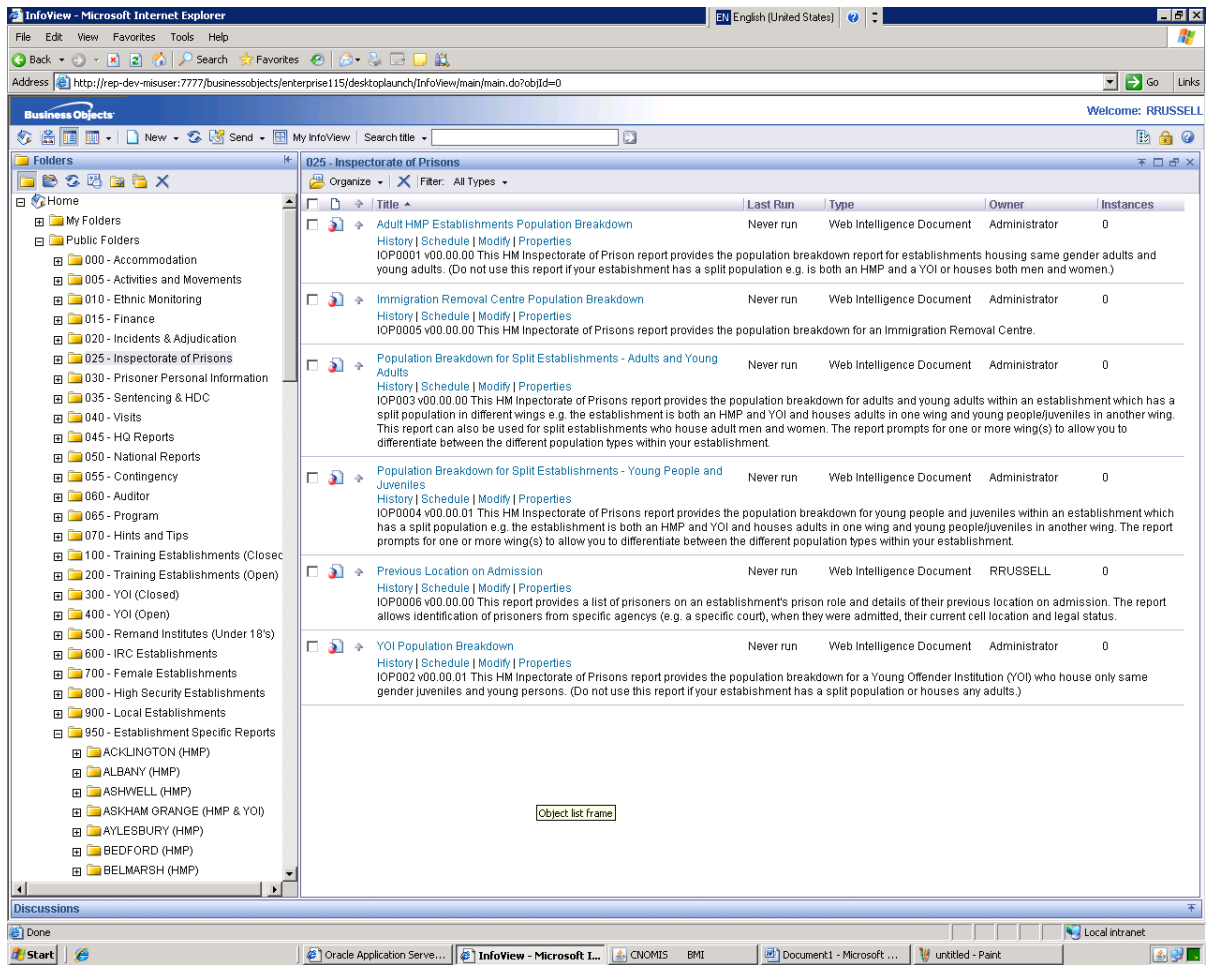 InfoView - Microsoft Internet Explorer
EN English (United States)
File Edit View Favorites Tools Help
Back Search Favorites
Address http://rep-dev-misuser:7777/businessobjects/enterprise115/desktoplaunch/InfoView/main/main.do?objId=0 Go Links
Business Objects Welcome: RRUSSELL
New Send My InfoView Search title
Folders
Home
My Folders
Public Folders
000 - Accommodation
005 - Activities and Movements
010 - Ethnic Monitoring
015 - Finance
020 - Incidents & Adjudication
025 - Inspectorate of Prisons
030 - Prisoner Personal Information
035 - Sentencing & HDC
040 - Visits
045 - HQ Reports
050 - National Reports
055 - Contingency
060 - Auditor
065 - Program
070 - Hints and Tips
100 - Training Establishments (Closed
200 - Training Establishments (Open)
300 - YOI (Closed)
400 - YOI (Open)
500 - Remand Institutes (Under 18's)
600 - IRC Establishments
700 - Female Establishments
800 - High Security Establishments
900 - Local Establishments
950 - Establishment Specific Reports
ACKLINGTON (HMP)
ALBANY (HMP)
ASHWELL (HMP)
ASKHAM GRANGE (HMP & YOI)
AYLESBURY (HMP)
BEDFORD (HMP)
BELMARSH (HMP)
025 - Inspectorate of Prisons
Organize Filter: All Types
Title Last Run Type Owner Instances
Adult HMP Establishments Population Breakdown Never run Web Intelligence Document Administrator 0
History | Schedule | Modify | Properties
IOP0001 v00.00.00 This HM Inspectorate of Prison report provides the population breakdown report for establishments housing same gender adults and
young adults. (Do not use this report if your estabishment has a split population e.g. is both an HMP and a YOI or houses both men and women.)
Immigration Removal Centre Population Breakdown Never run Web Intelligence Document Administrator 0
History | Schedule | Modify | Properties
IOP0005 v00.00.00 This HM Inpectorate of Prisons report provides the population breakdown for an Immigration Removal Centre.
Population Breakdown for Split Establishments - Adults and Young
Adults Never run Web Intelligence Document Administrator 0
History | Schedule | Modify | Properties
IOP003 v00.00.00 This HM Inpectorate of Prisons report provides the population breakdown for adults and young adults within an establishment which has a
split population in different wings e.g. the establishment is both an HMP and YOI and houses adults in one wing and young people/juveniles in another wing.
This report can also be used for split establishments who house adult men and women. The report prompts for one or more wing(s) to allow you to
differentiate between the different population types within your establishment.
Population Breakdown for Split Establishments - Young People and
Juveniles Never run Web Intelligence Document Administrator 0
History | Schedule | Modify | Properties
IOP0004 v00.00.01 This HM Inspectorate of Prisons report provides the population breakdown for young people and juveniles within an establishment which
has a split population e.g. the establishment is both an HMP and YOI and houses adults in one wing and young people/juveniles in another wing. The report
prompts for one or more wing(s) to allow you to differentiate between the different population types within your establishment.
Previous Location on Admission Never run Web Intelligence Document RRUSSELL 0
History | Schedule | Modify | Properties
IOP0006 v00.00.00 This report provides a list of prisoners on an establishment's prison role and details of their previous location on admission. The report
allows identification of prisoners from specific agencys (e.g. a specific court), when they were admitted, their current cell location and legal status.
YOI Population Breakdown Never run Web Intelligence Document Administrator 0
History | Schedule | Modify | Properties
IOP002 v00.00.01 This HM Inspectorate of Prisons report provides the population breakdown for a Young Offender Institution (YOI) who house only same
gender juveniles and young persons. (Do not use this report if your estabishment has a split population or houses any adults.)
Object list frame
Discussions
Done Local intranet
Start Oracle Application Serve... InfoView - Microsoft I... CNOMIS BMI Document1 - Microsoft ... untitled - Paint